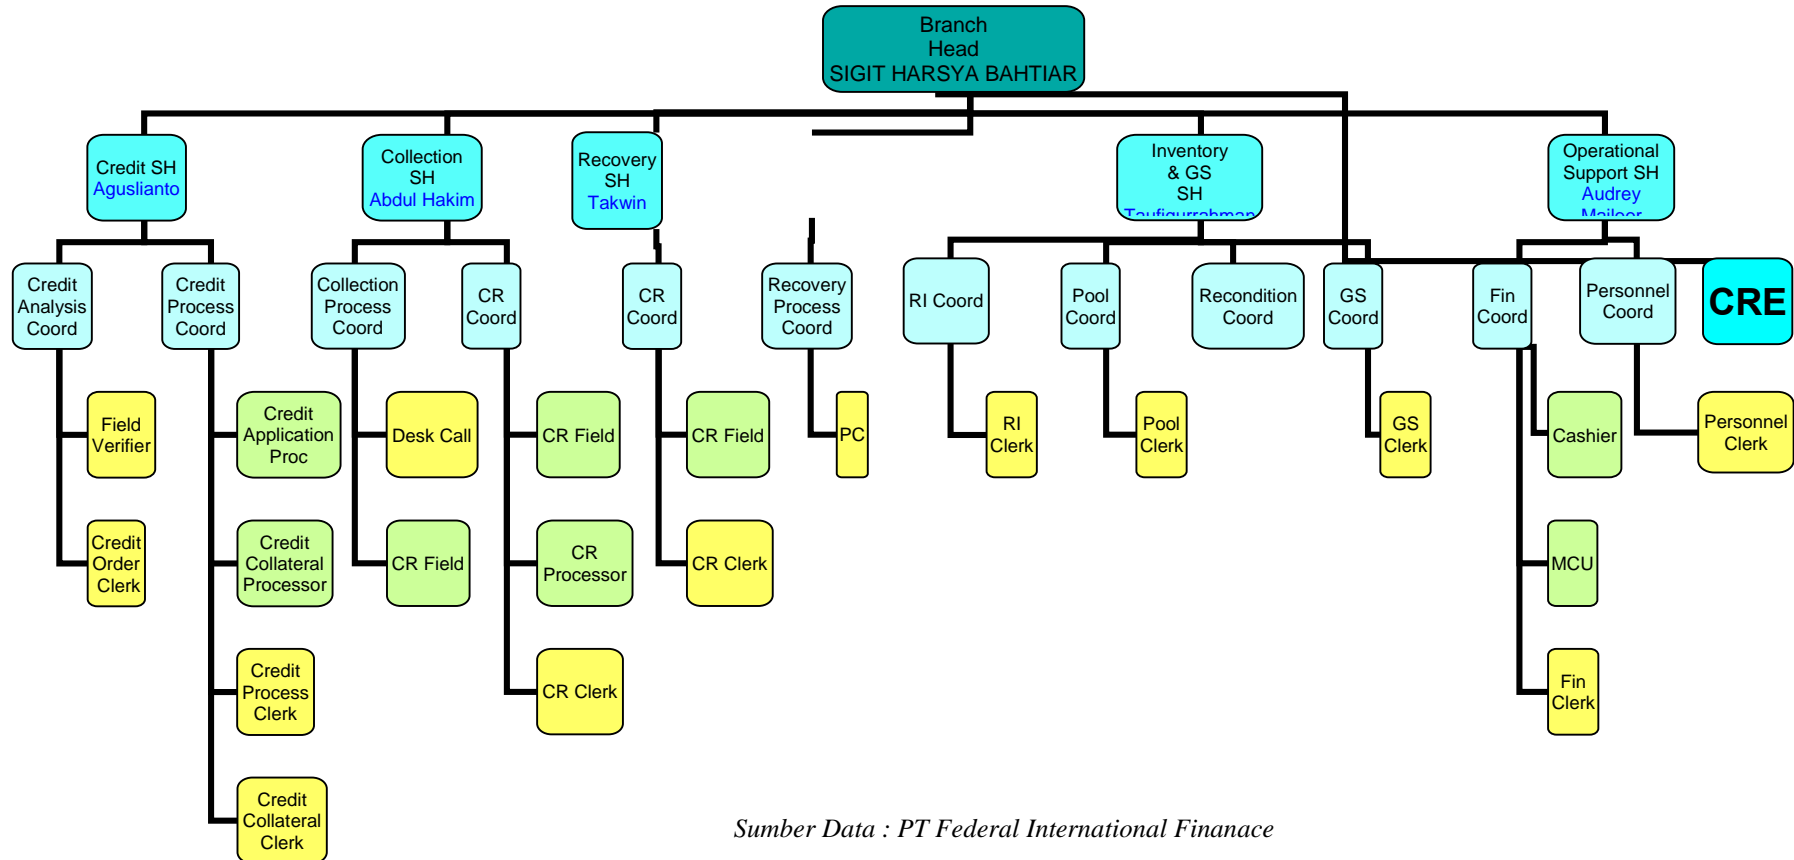 Branch
Head
SIGIT HARSYA BAHTIAR
Credit SH
Aguslianto
Collection
SH
Abdul Hakim
Recovery
SH
Takwin
Inventory
& GS
SH
Taufiqurrahman
Operational
Support SH
Audrey
Credit
Analysis
Coord
Credit
Process
Coord
Collection
Process
Coord
CR
Coord
CR
Coord
Recovery
Process
Coord
RI Coord
Pool
Coord
Recondition
Coord
GS
Coord
Fin
Coord
Personnel
Coord
CRE
Field
Verifier
Credit
Application
Proc
Desk Call
CR Field
CR Field
PC
RI
Clerk
Pool
Clerk
GS
Clerk
Cashier
Personnel
Clerk
Credit
Order
Clerk
Credit
Collateral
Processor
CR Field
CR
Processor
CR Clerk
MCU
Credit
Process
Clerk
CR Clerk
Fin
Clerk
Credit
Collateral
Clerk
Sumber Data : PT Federal International Finanace